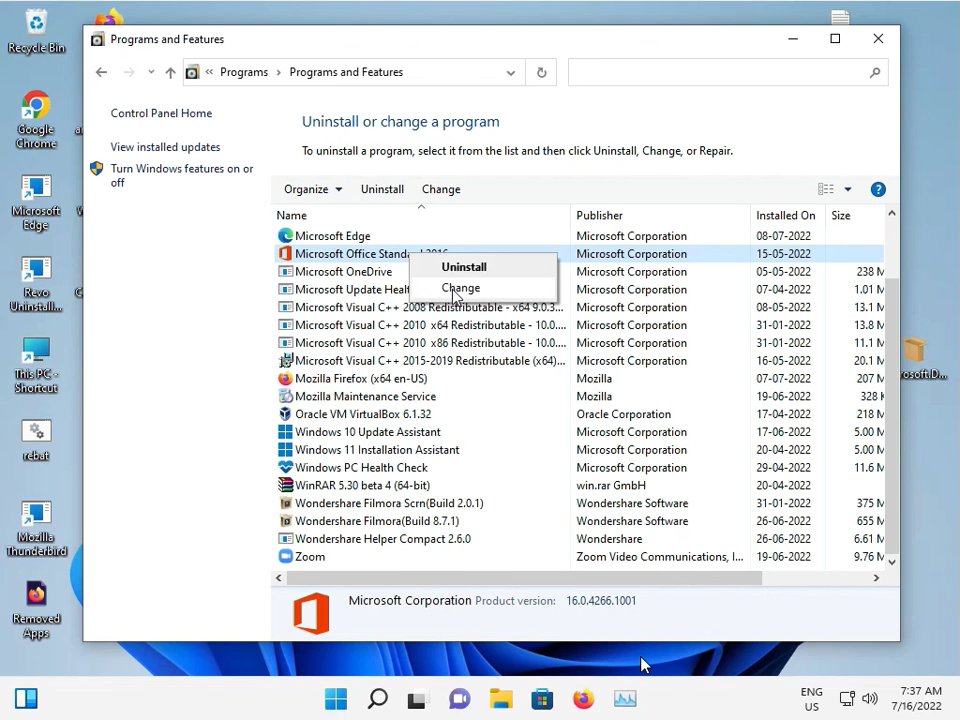 Recycle Bin
Google Chrome
Microsoft Edge
Revo Uninstall...
This PC - Shortcut
rebat
Mozilla Thunderbird
Removed Apps
Programs and Features
« Programs > Programs and Features
Control Panel Home
View installed updates
Turn Windows features on or off
Uninstall or change a program
To uninstall a program, select it from the list and then click Uninstall, Change, or Repair.
Organize Uninstall Change
Name Publisher Installed On Size
Microsoft Edge Microsoft Corporation 08-07-2022
Microsoft Office Standard 2016 Microsoft Corporation 15-05-2022
Microsoft OneDrive Microsoft Corporation 05-05-2022 238 M
Microsoft Update Healt Microsoft Corporation 07-04-2022 1.01 M
Microsoft Visual C++ 2008 Redistributable - x64 9.0.3... Microsoft Corporation 08-05-2022 13.1 M
Microsoft Visual C++ 2010 x64 Redistributable - 10.0.... Microsoft Corporation 31-01-2022 13.8 M
Microsoft Visual C++ 2010 x86 Redistributable - 10.0.... Microsoft Corporation 31-01-2022 11.1 M
Microsoft Visual C++ 2015-2019 Redistributable (x64)... Microsoft Corporation 16-05-2022 20.1 M
Mozilla Firefox (x64 en-US) Mozilla 07-07-2022 207 M
Mozilla Maintenance Service Mozilla 19-06-2022 328 K
Oracle VM VirtualBox 6.1.32 Oracle Corporation 17-04-2022 218 M
Windows 10 Update Assistant Microsoft Corporation 17-06-2022 5.00 M
Windows 11 Installation Assistant Microsoft Corporation 20-04-2022 5.00 M
Windows PC Health Check Microsoft Corporation 29-04-2022 11.6 M
WinRAR 5.30 beta 4 (64-bit) win.rar GmbH 20-04-2022
Wondershare Filmora Scrn(Build 2.0.1) Wondershare Software 31-01-2022 375 M
Wondershare Filmora(Build 8.7.1) Wondershare Software 26-06-2022 655 M
Wondershare Helper Compact 2.6.0 Wondershare 26-06-2022 6.61 M
Zoom Zoom Video Communications, I... 19-06-2022 9.76 M
Uninstall
Change
Microsoft Corporation Product version: 16.0.4266.1001
osoft.D...
ENG
US
7:37 AM
7/16/2022